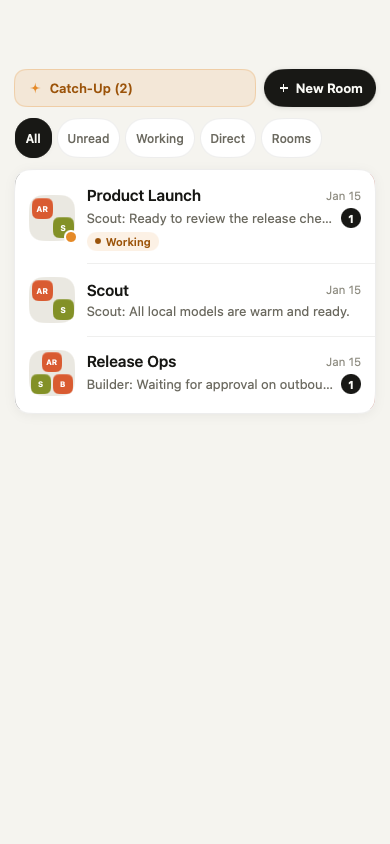 Catch-Up (2)
+ New Room
All
Unread
Working
Direct
Rooms
AR
S
Product Launch
Jan 15
Scout: Ready to review the release che...
1
Working
AR
S
Scout
Jan 15
Scout: All local models are warm and ready.
AR
S
B
Release Ops
Jan 15
Builder: Waiting for approval on outbou...
1